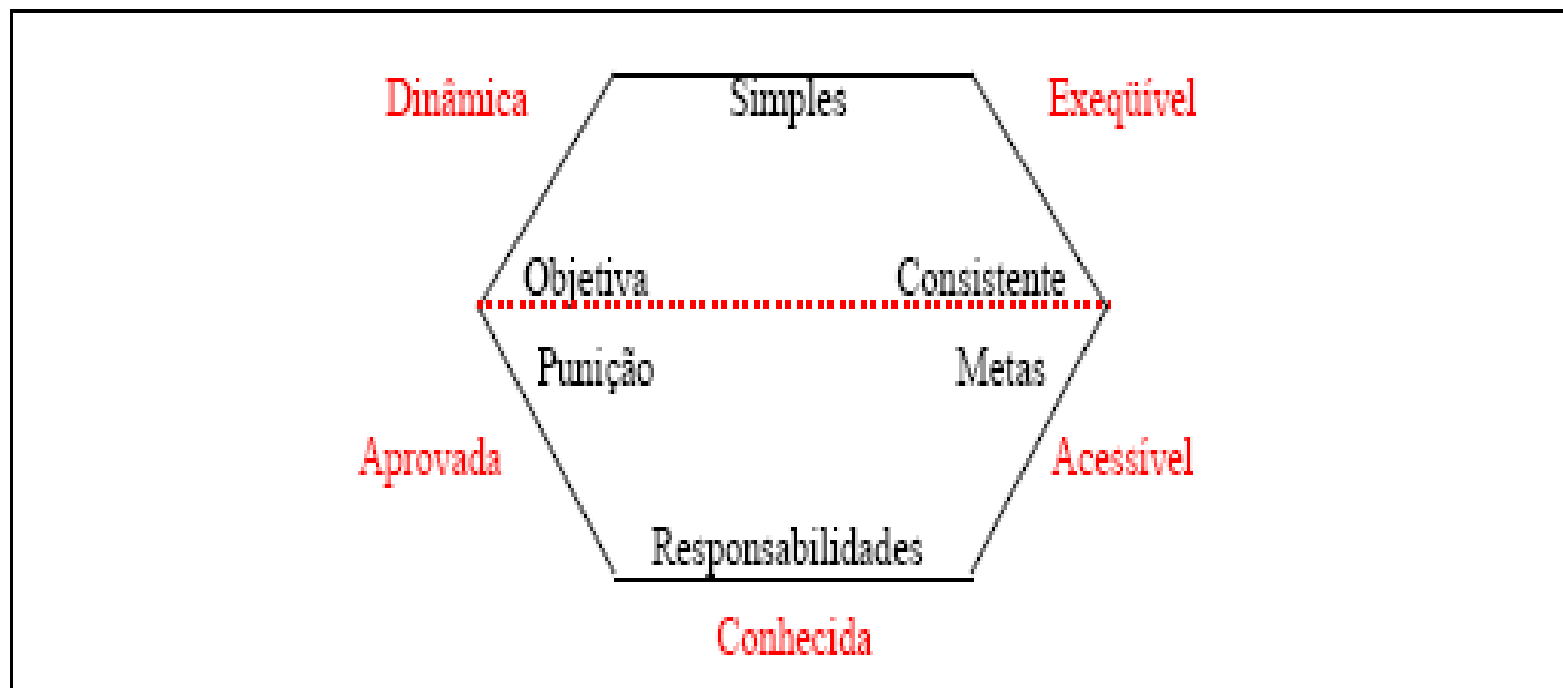 Dinâmica Simples Exeqüível
Objetiva Consistente
Punição Metas
Aprovada Acessível
Responsabilidades
Conhecida